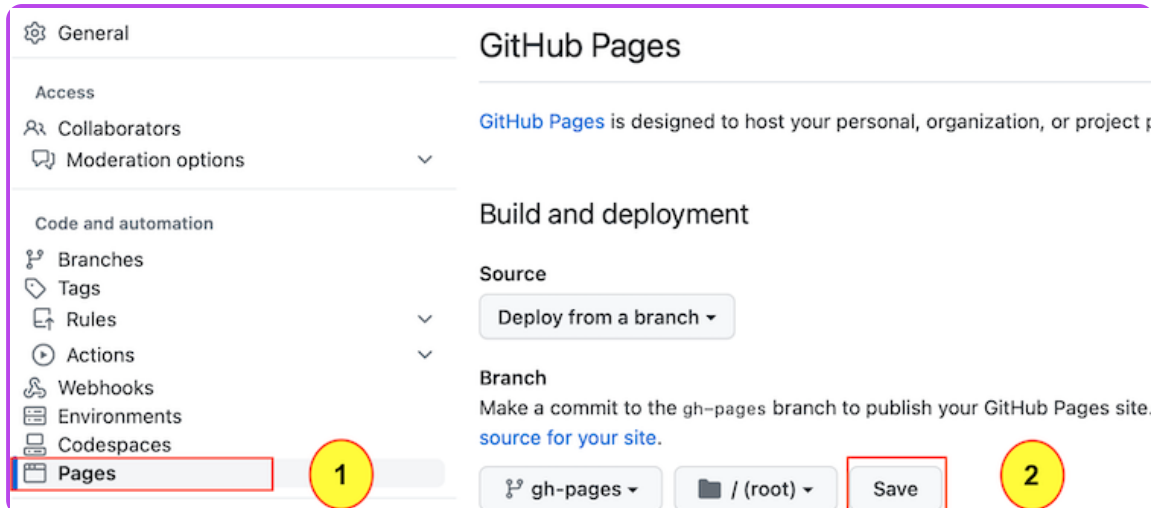 General
Access
Collaborators
Moderation options
Code and automation
Branches
Tags
Rules
Actions
Webhooks
Environments
Codespaces
Pages
1
GitHub Pages
GitHub Pages is designed to host your personal, organization, or project
Build and deployment
Source
Deploy from a branch
Branch
Make a commit to the gh-pages branch to publish your GitHub Pages site.
source for your site.
gh-pages
/ (root)
Save
2